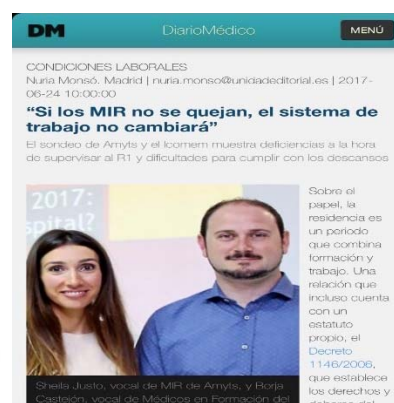 DM
DiarioMédico
MENÚ
CONDICIONES LABORALES
Nuria Monsó. Madrid | nuria.monso@unidadeditorial.es | 2017-
06-24 10:00:00
“Si los MIR no se quejan, el sistema de
trabajo no cambiará”
El sondeo de Amyts y el Icomem muestra deficiencias a la hora
de supervisar al R1 y dificultades para cumplir con los descansos
2017:
spital
Sheila Justo, vocal de MIR de Amyts, y Borja
Castelón, vocal de Médicos en Formación del
Sobre el
papel, la
residencia es
un periodo
que combina
formación y
trabajo. Una
relación que
incluso cuenta
con un
estatuto
propio, el
Decreto
1146/2006,
que establece
los derechos y
deberes del